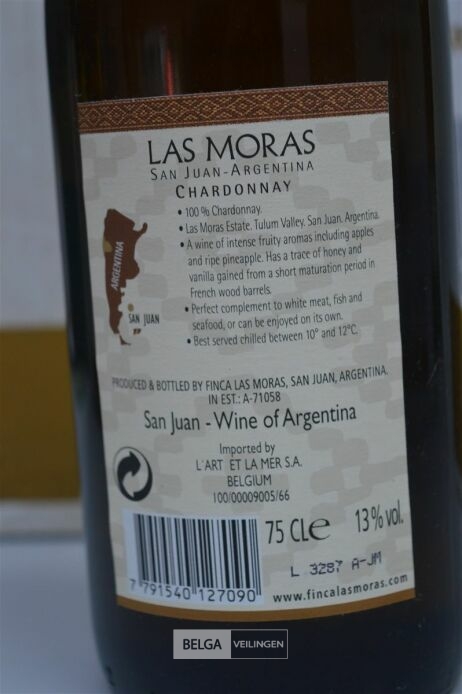 LAS MORAS
SAN JUAN-ARGENTINA
CHARDONNAY
• 100 % Chardonnay.
• Las Moras Estate. Tulum Valley. San Juan. Argentina.
• A wine of intense fruity aromas including apples
and ripe pineapple. Has a trace of honey and
vanilla gained from a short maturation period in
French wood barrels.
• Perfect complement to white meat, fish and
seafood, or can be enjoyed on its own.
• Best served chilled between 10° and 12°C.
ARGENTINA
SAN JUAN
PRODUCED & BOTTLED BY FINCA LAS MORAS, SAN JUAN, ARGENTINA.
IN EST.: A-71058
San Juan - Wine of Argentina
Imported by
L'ART ET LA MER S.A.
BELGIUM
100/00009005/66
75 CLe 13 % vol.
L 3287 A-JM
7 791540 127090
www.fincalasmoras.com
BELGA VEILINGEN